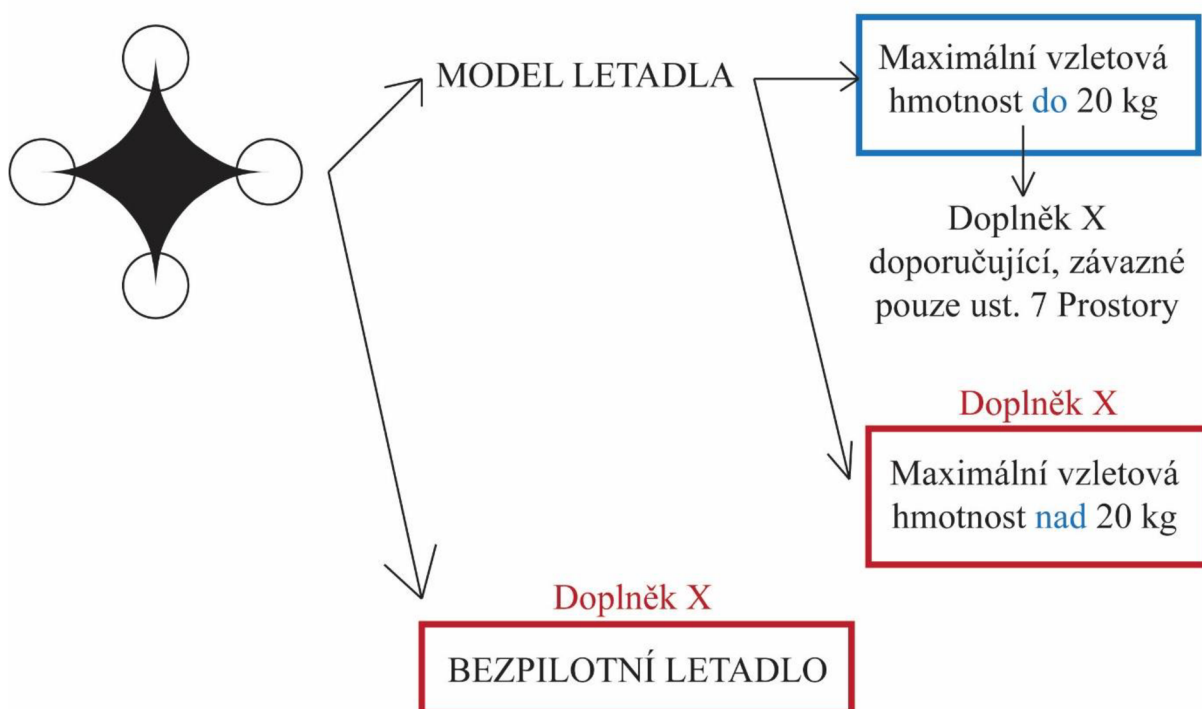 MODEL LETADLA
Maximální vzletová
hmotnost do 20 kg
Doplněk X
doporučující, závazné
pouze ust. 7 Prostory
Doplněk X
Maximální vzletová
hmotnost nad 20 kg
Doplněk X
BEZPILOTNÍ LETADLO